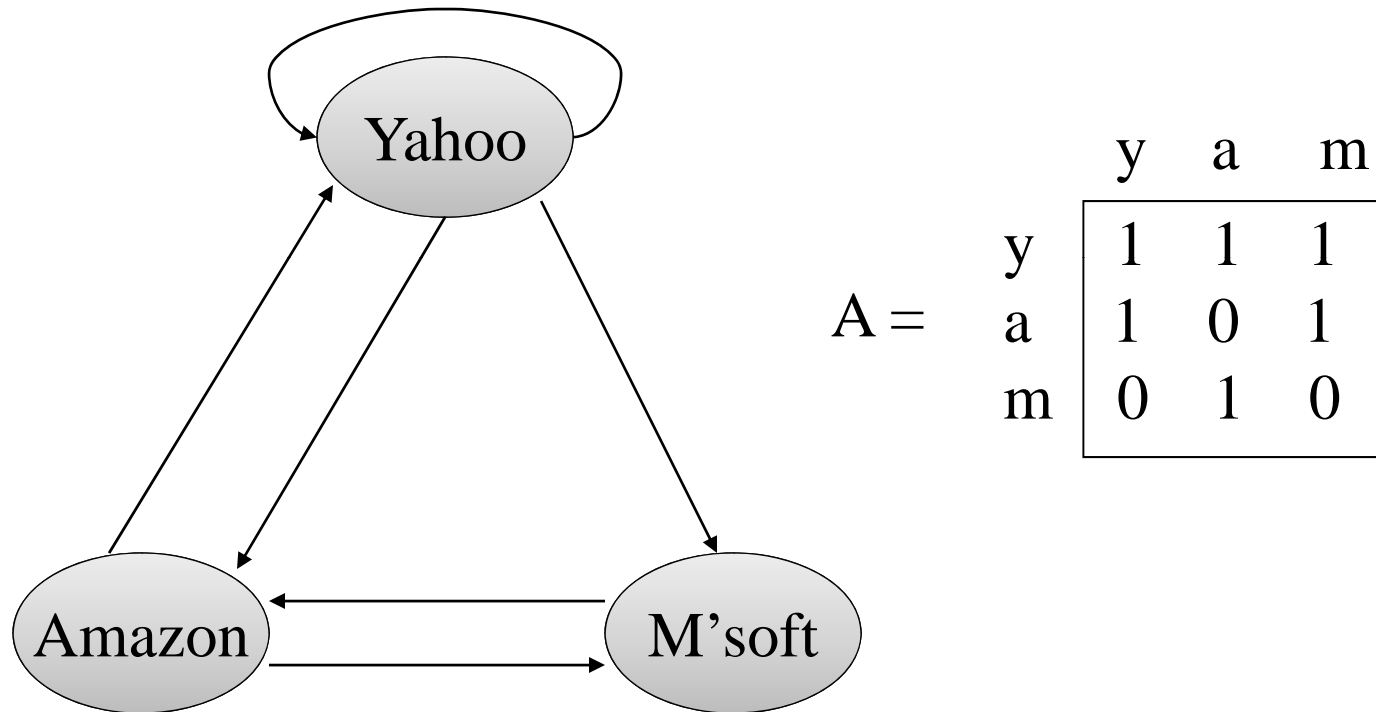 Yahoo
Amazon
M’soft
A =
y a m
y 1 1 1
a 1 0 1
m 0 1 0